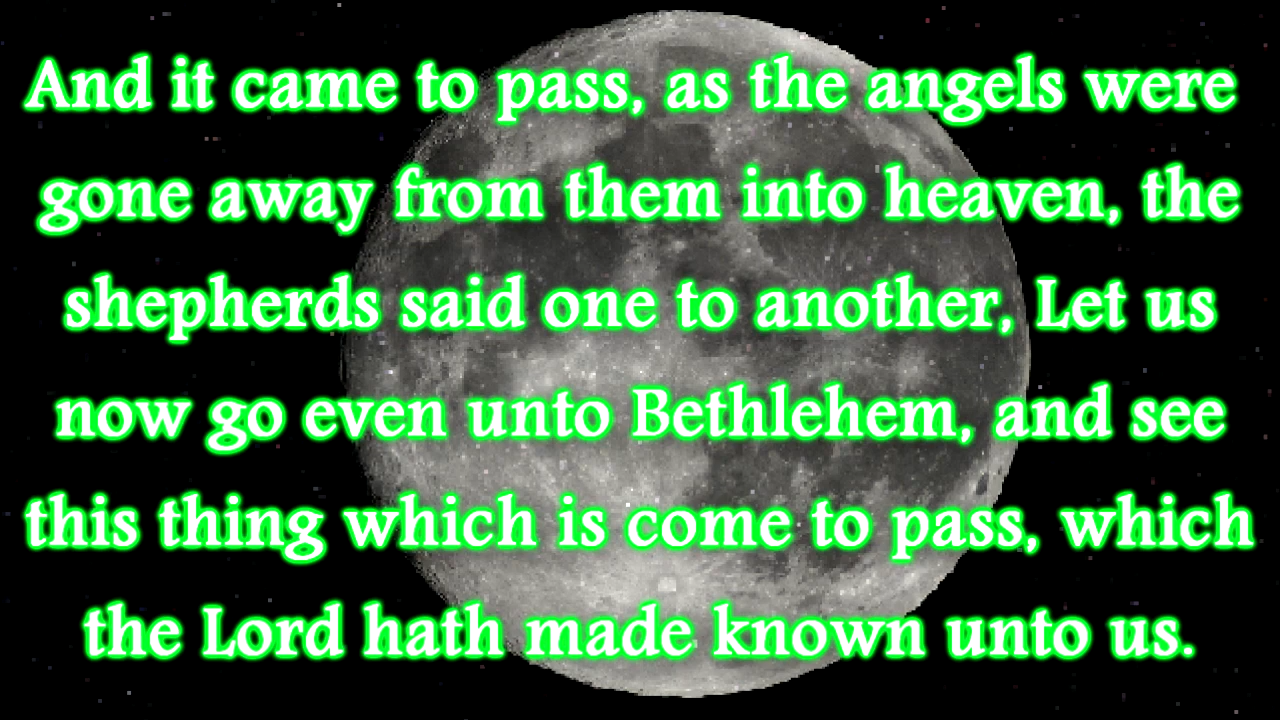 And it came to pass, as the angels were
gone away from them into heaven, the
shepherds said one to another, Let us
now go even unto Bethlehem, and see
this thing which is come to pass, which
the Lord hath made known unto us.